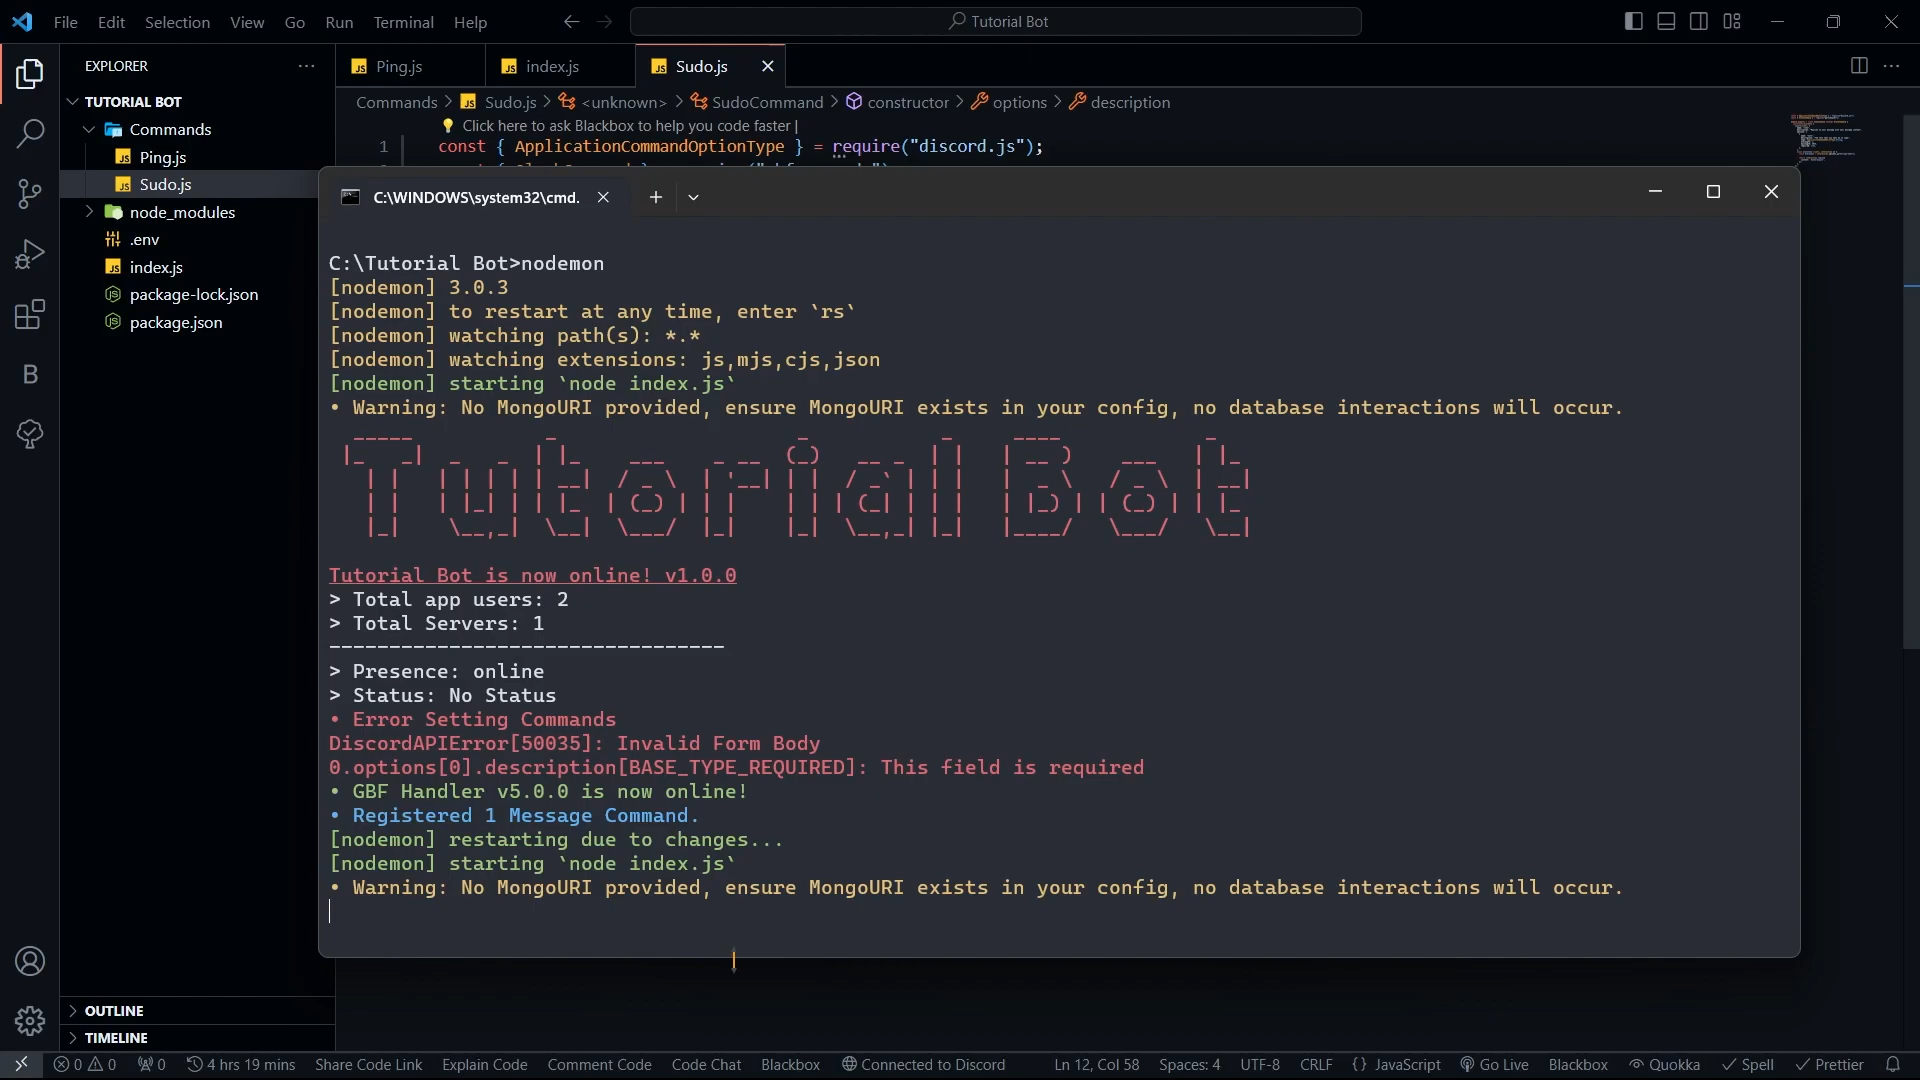 File Edit Selection View Go Run Terminal Help
Tutorial Bot
EXPLORER
Ping.js
index.js
Sudo.js
TUTORIAL BOT
Commands
Ping.js
Sudo.js
node_modules
.env
index.js
package-lock.json
package.json
Commands > Sudo.js > <unknown> > SudoCommand > constructor > options > description
Click here to ask Blackbox to help you code faster |
1 const { ApplicationCommandOptionType } = require("discord.js");
C:\WINDOWS\system32\cmd.
C:\Tutorial Bot>nodemon
[nodemon] 3.0.3
[nodemon] to restart at any time, enter `rs`
[nodemon] watching path(s): *.*
[nodemon] watching extensions: js,mjs,cjs,json
[nodemon] starting `node index.js`
• Warning: No MongoURI provided, ensure MongoURI exists in your config, no database interactions will occur.
Tutorial Bot
Tutorial Bot is now online! v1.0.0
> Total app users: 2
> Total Servers: 1
---------------------------------
> Presence: online
> Status: No Status
• Error Setting Commands
DiscordAPIError[50035]: Invalid Form Body
0.options[0].description[BASE_TYPE_REQUIRED]: This field is required
• GBF Handler v5.0.0 is now online!
• Registered 1 Message Command.
[nodemon] restarting due to changes...
[nodemon] starting `node index.js`
• Warning: No MongoURI provided, ensure MongoURI exists in your config, no database interactions will occur.
OUTLINE
TIMELINE
0 0 0 4 hrs 19 mins Share Code Link Explain Code Comment Code Code Chat Blackbox Connected to Discord Ln 12, Col 58 Spaces: 4 UTF-8 CRLF {} JavaScript Go Live Blackbox Quokka Spell Prettier